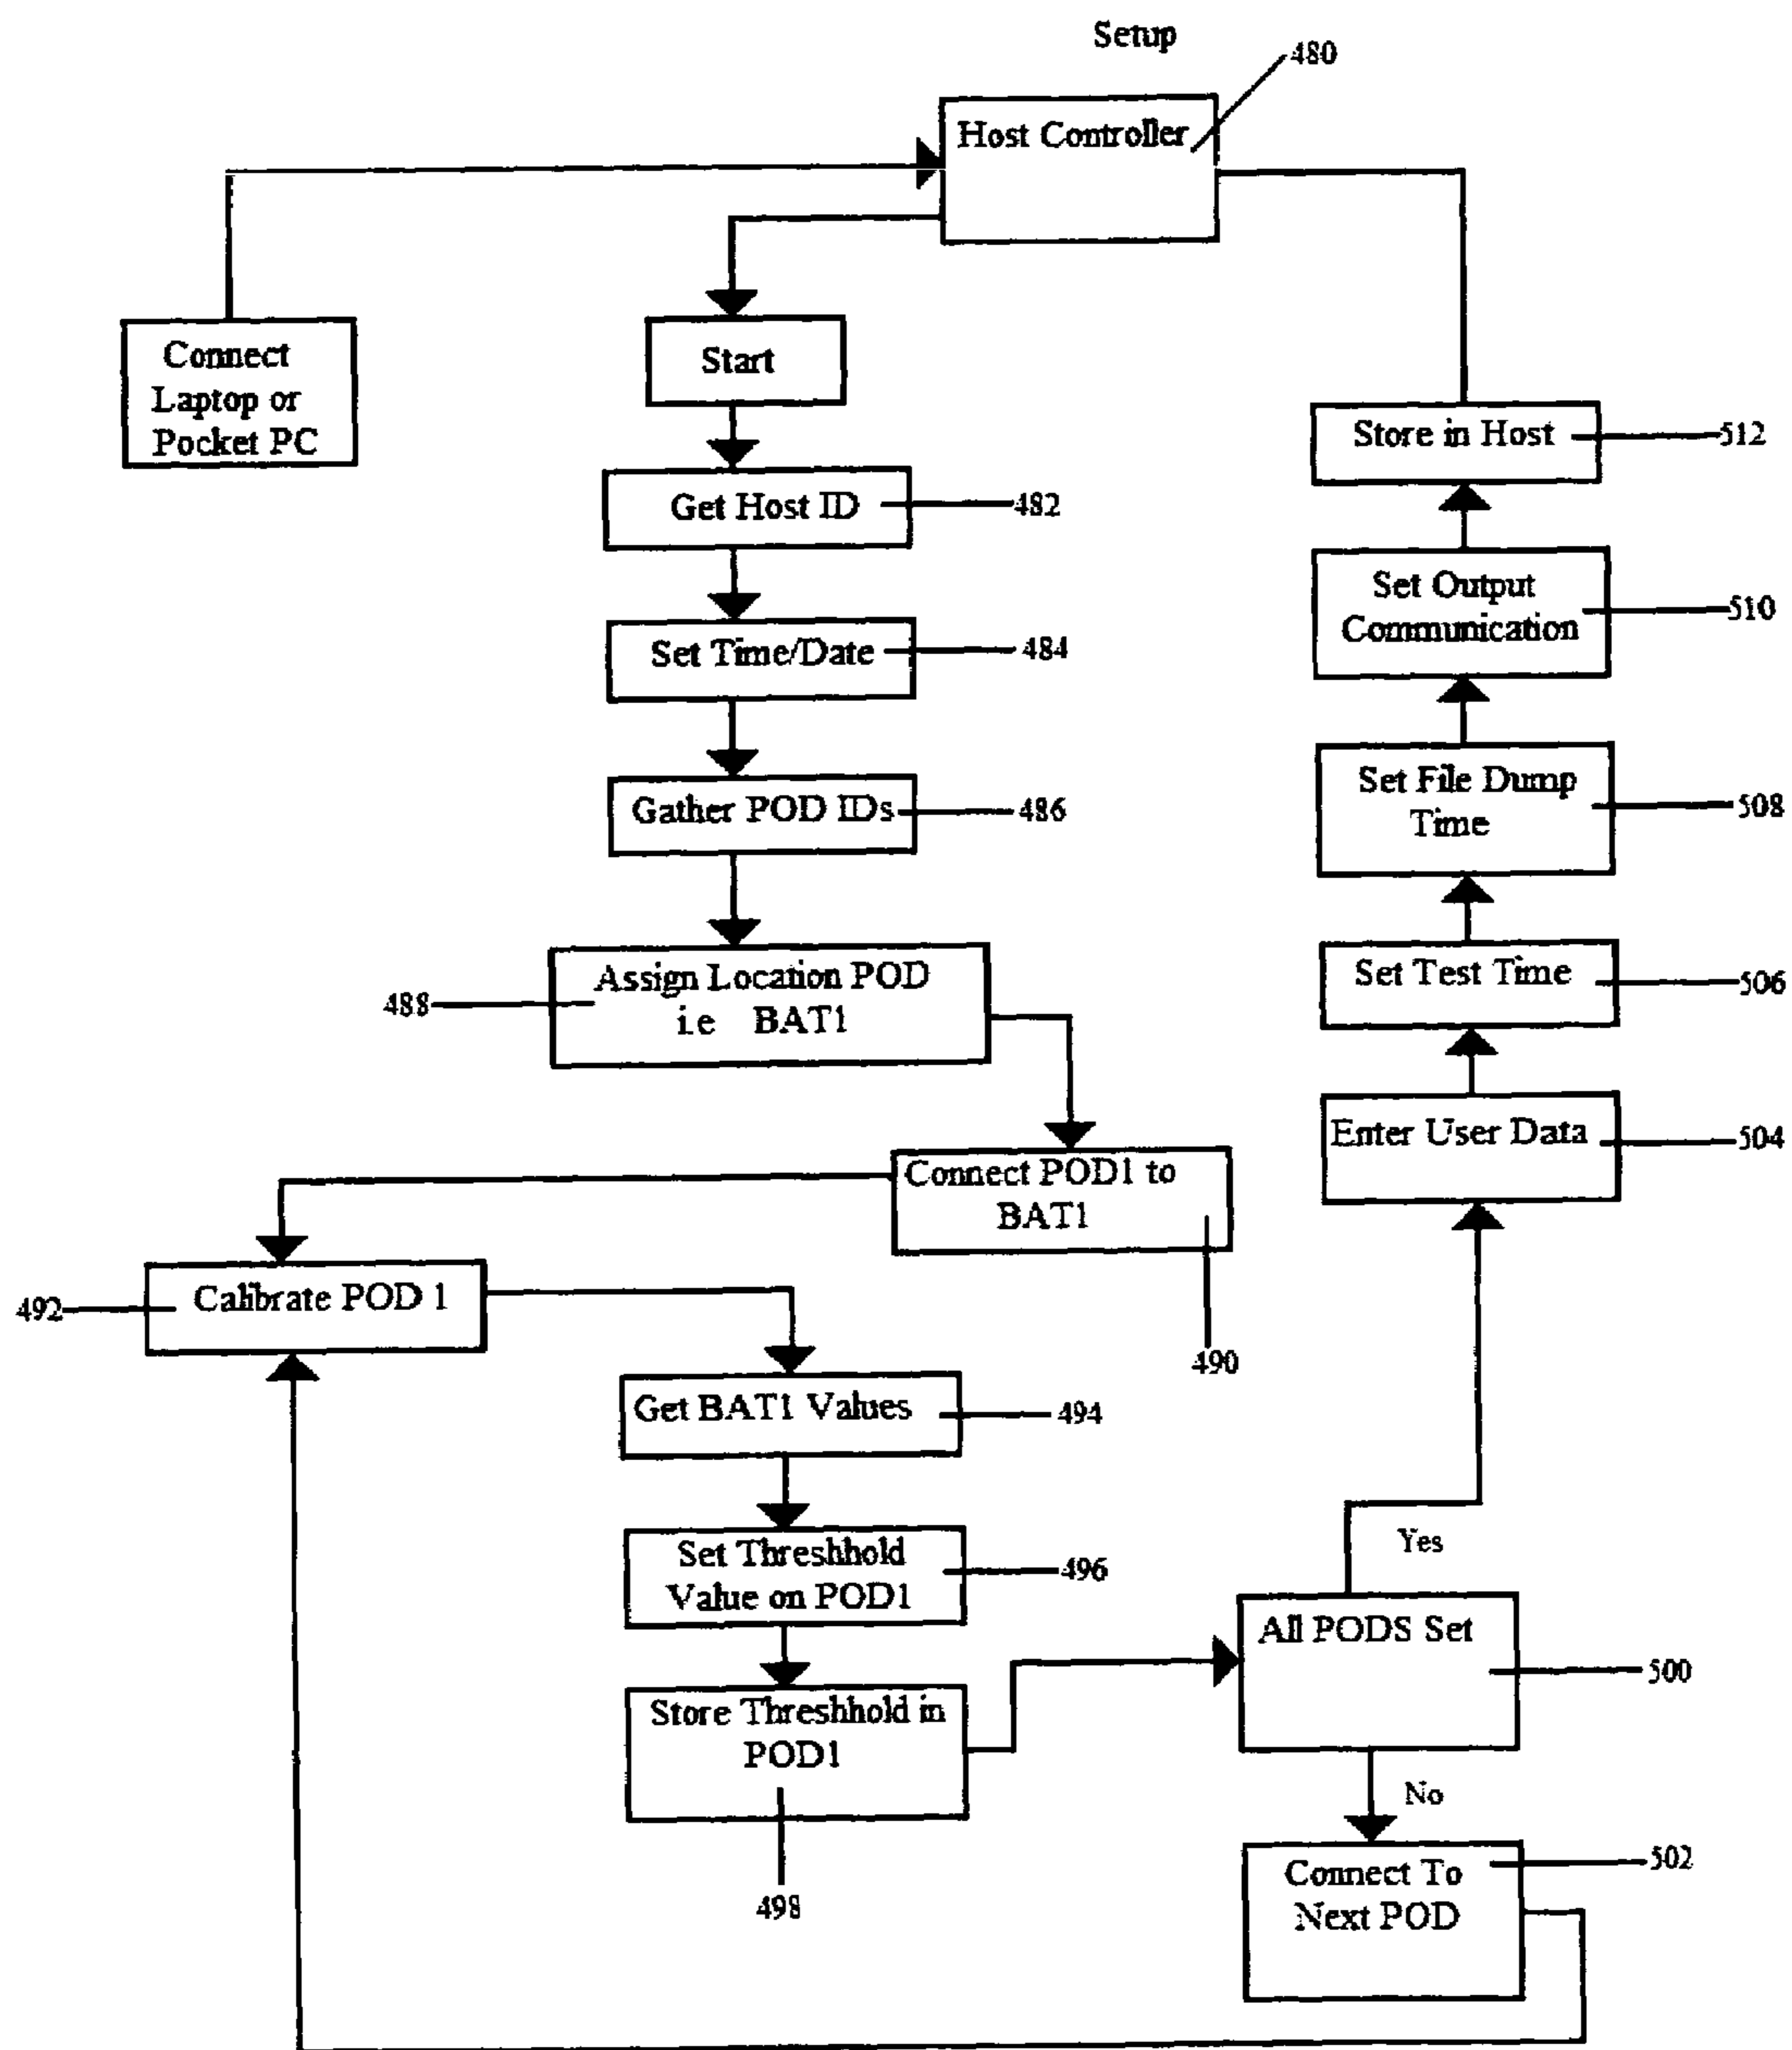 Setup
480
Host Controller
Connect
Laptop or
Pocket PC
Start
Get Host ID
482
Set Time/Date
484
Gather POD IDs
486
Assign Location POD
i.e BAT1
488
Connect POD1 to
BAT1
490
Calibrate POD 1
492
Get BAT1 Values
494
Set Threshhold
Value on POD1
496
Store Threshhold in
POD1
498
All PODS Set
500
Yes
No
Connect To
Next POD
502
Enter User Data
504
Set Test Time
506
Set File Dump
Time
508
Set Output
Communication
510
Store in Host
512